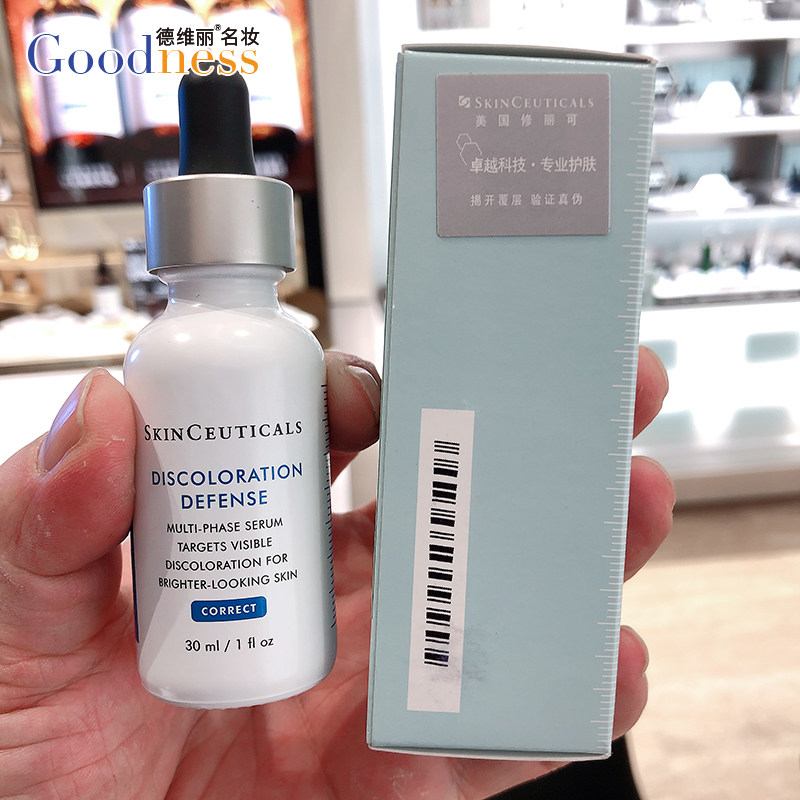 德维丽®名妆
Goodness
SKINCEUTICALS
美国修丽可
卓越科技·专业护肤
揭开覆层 验证真伪
SKINCEUTICALS
DISCOLORATION
DEFENSE
MULTI-PHASE SERUM
TARGETS VISIBLE
DISCOLORATION FOR
BRIGHTER-LOOKING SKIN
CORRECT
30 ml / 1 fl oz